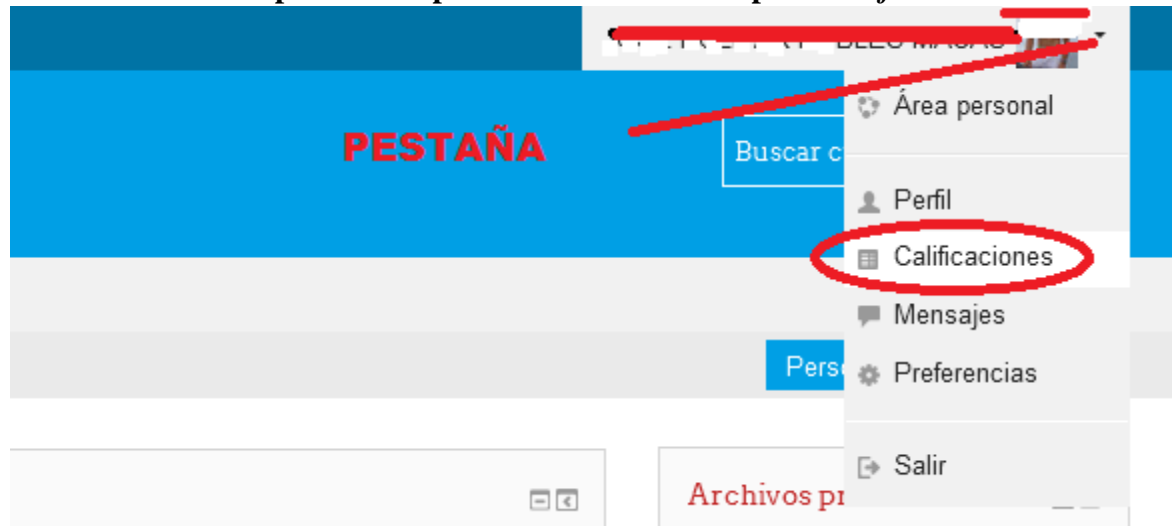 PESTAÑA
Buscar c
Área personal
Perfil
Calificaciones
Mensajes
Preferencias
Pers
Salir
Archivos pr